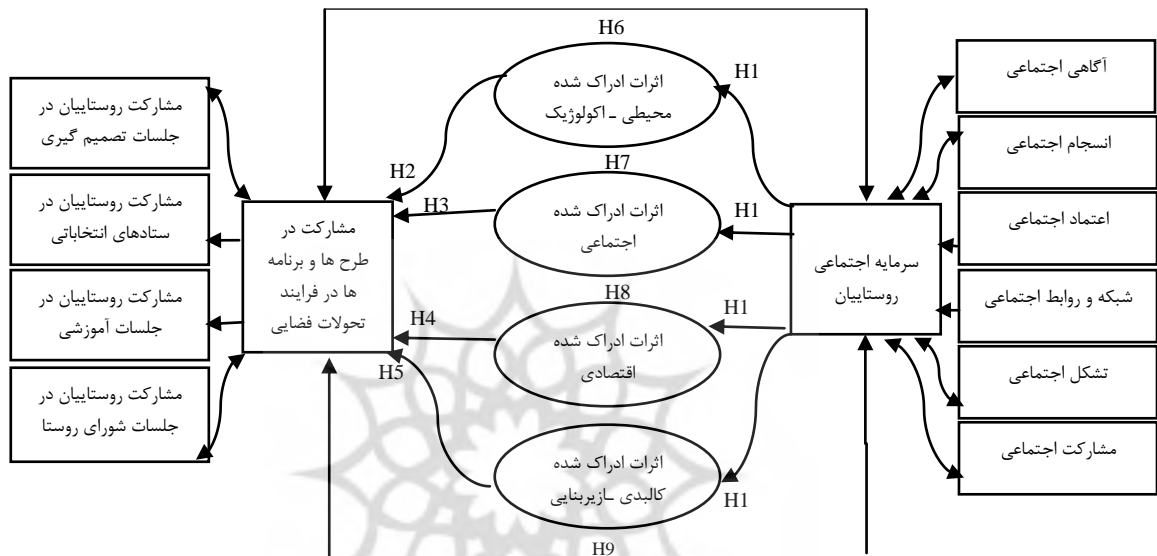 H6
اثرات ادراک شده
محیطی ـ اکولوژیک
H1
آگاهی اجتماعی
انسجام اجتماعی
اعتماد اجتماعی
شبکه و روابط اجتماعی
تشکل اجتماعی
مشارکت اجتماعی
سرمایه اجتماعی
روستاییان
H7
اثرات ادراک شده
اجتماعی
H1
H8
اثرات ادراک شده
اقتصادی
H1
اثرات ادراک شده
کالبدی ـازیربنایی
H1
H9
H2
H3
H4
H5
مشارکت در
طرح ها و برنامه
ها در فرایند
تحولات فضایی
مشارکت روستاییان در
جلسات تصمیم گیری
مشارکت روستاییان در
ستادهای انتخاباتی
مشارکت روستاییان در
جلسات آموزشی
مشارکت روستاییان در
جلسات شورای روستا